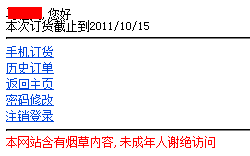 , 您好
本次订货截止到2011/10/15
手机订货
历史订单
返回主页
密码修改
注销登录
本网站含有烟草内容, 未成年人谢绝访问